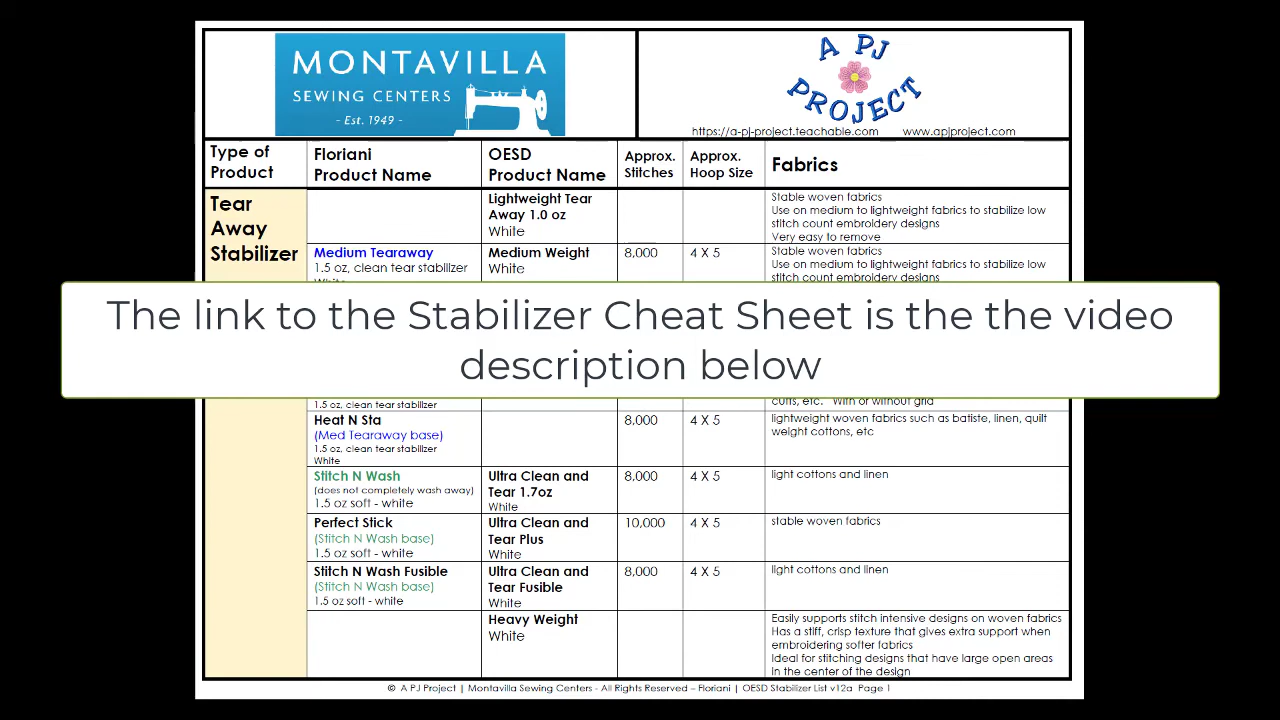 MONTAVILLA
SEWING CENTERS
- Est. 1949 -
A PJ
PROJECT
https://a-pj-project.teachable.com www.apjproject.com
Type of
Product
Floriani
Product Name
OESD
Product Name
Approx.
Stitches
Approx.
Hoop Size
Fabrics
Tear
Away
Stabilizer
Lightweight Tear
Away 1.0 oz
White
Stable woven fabrics
Use on medium to lightweight fabrics to stabilize low
stitch count embroidery designs
Very easy to remove
Medium Tearaway
1.5 oz, clean tear stabilizer
Medium Weight
White
8,000
4 X 5
Stable woven fabrics
Use on medium to lightweight fabrics to stabilize low
stitch count embroidery designs
The link to the Stabilizer Cheat Sheet is the the video
description below
1.5 oz, clean tear stabilizer
cuffs, etc. With or without grid
Heat N Sta
(Med Tearaway base)
1.5 oz, clean tear stabilizer
White
8,000
4 X 5
lightweight woven fabrics such as batiste, linen, quilt
weight cottons, etc
Stitch N Wash
(does not completely wash away)
1.5 oz soft - white
Ultra Clean and
Tear 1.7oz
White
8,000
4 X 5
light cottons and linen
Perfect Stick
(Stitch N Wash base)
1.5 oz soft - white
Ultra Clean and
Tear Plus
White
10,000
4 X 5
stable woven fabrics
Stitch N Wash Fusible
(Stitch N Wash base)
1.5 oz soft - white
Ultra Clean and
Tear Fusible
White
8,000
4 X 5
light cottons and linen
Heavy Weight
White
Easily supports stitch intensive designs on woven fabrics
Has a stiff, crisp texture that gives extra support when
embroidering softer fabrics
Ideal for stitching designs that have large open areas
in the center of the design
© A PJ Project | Montavilla Sewing Centers - All Rights Reserved – Floriani | OESD Stabilizer List v12a Page 1